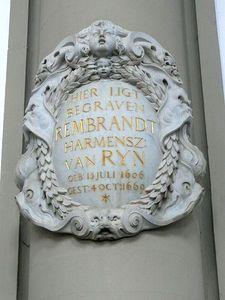 HIER LIGT
BEGRAVEN
REMBRANDT
HARMENSZ:
VAN RYN
GEB 15 JULI 1606
GEST: 4 OCT: 1669